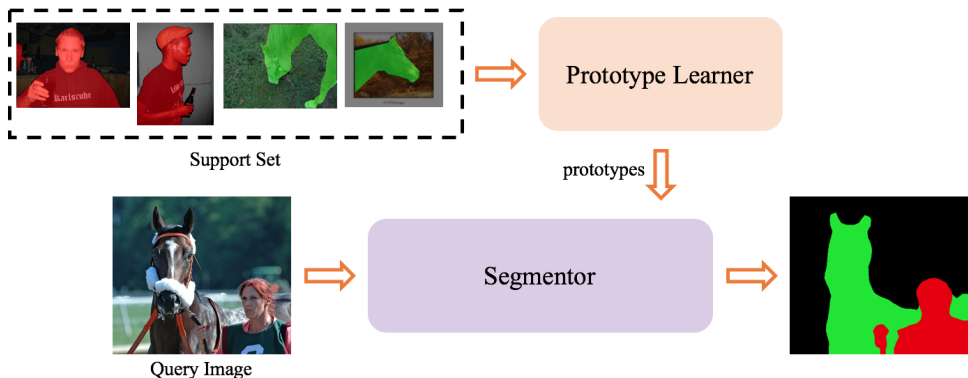 Karlsruhe
Prototype Learner
Support Set
prototypes
Segmentor
Query Image